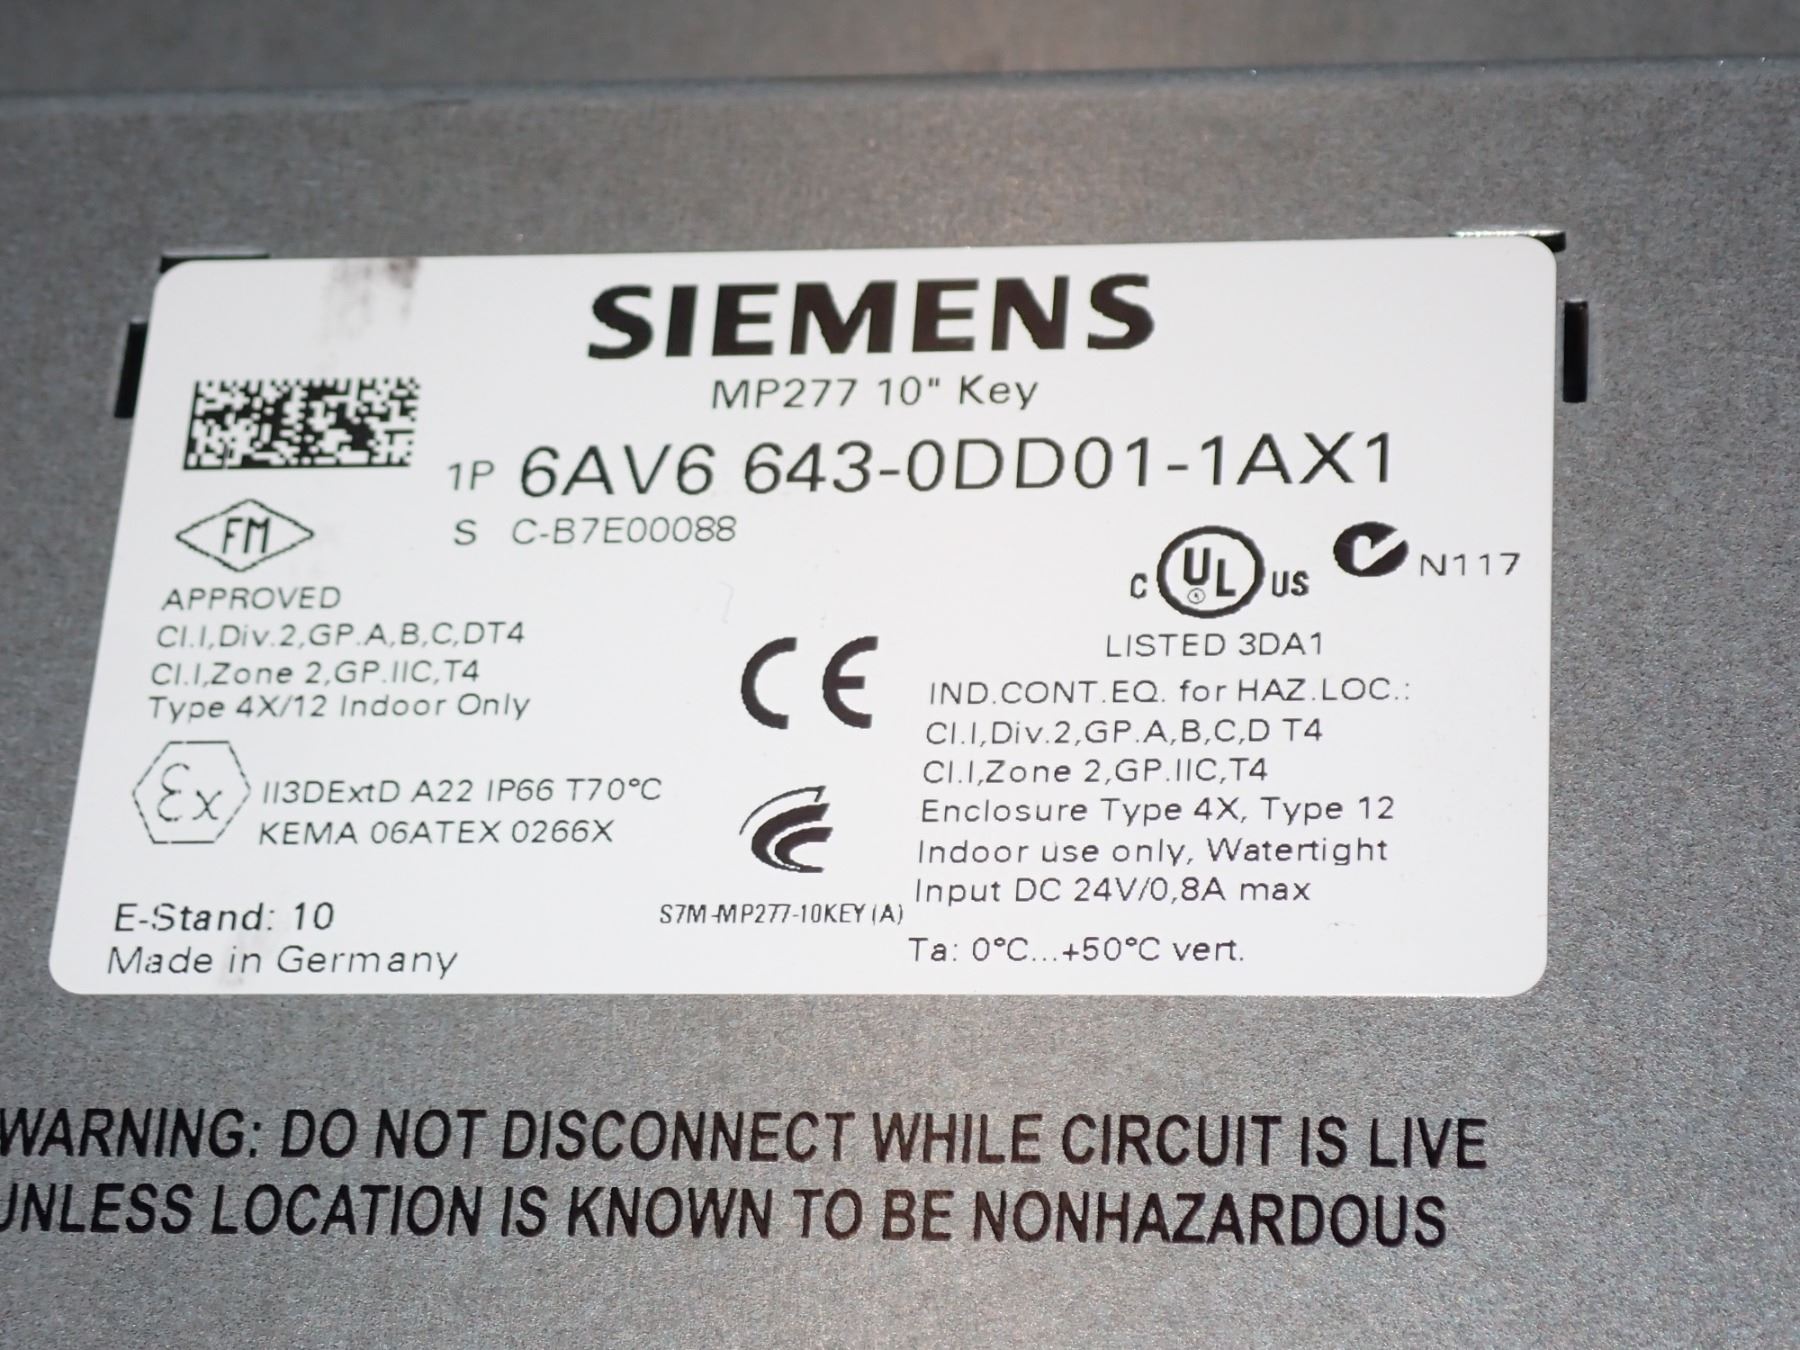 SIEMENS
MP277 10" Key
1P 6AV6 643-0DD01-1AX1
S C-B7E00088
FM
APPROVED
Cl.I,Div.2,GP.A,B,C,DT4
Cl.I,Zone 2,GP.IIC,T4
Type 4X/12 Indoor Only
Ex II3DExtD A22 IP66 T70°C
KEMA 06ATEX 0266X
E-Stand: 10
Made in Germany
CE
S7M-MP277-10KEY(A)
C UL US
N117
LISTED 3DA1
IND.CONT.EQ. for HAZ.LOC.:
Cl.I,Div.2,GP.A,B,C,D T4
Cl.I,Zone 2,GP.IIC,T4
Enclosure Type 4X, Type 12
Indoor use only, Watertight
Input DC 24V/0,8A max
Ta: 0°C...+50°C vert.
WARNING: DO NOT DISCONNECT WHILE CIRCUIT IS LIVE
UNLESS LOCATION IS KNOWN TO BE NONHAZARDOUS